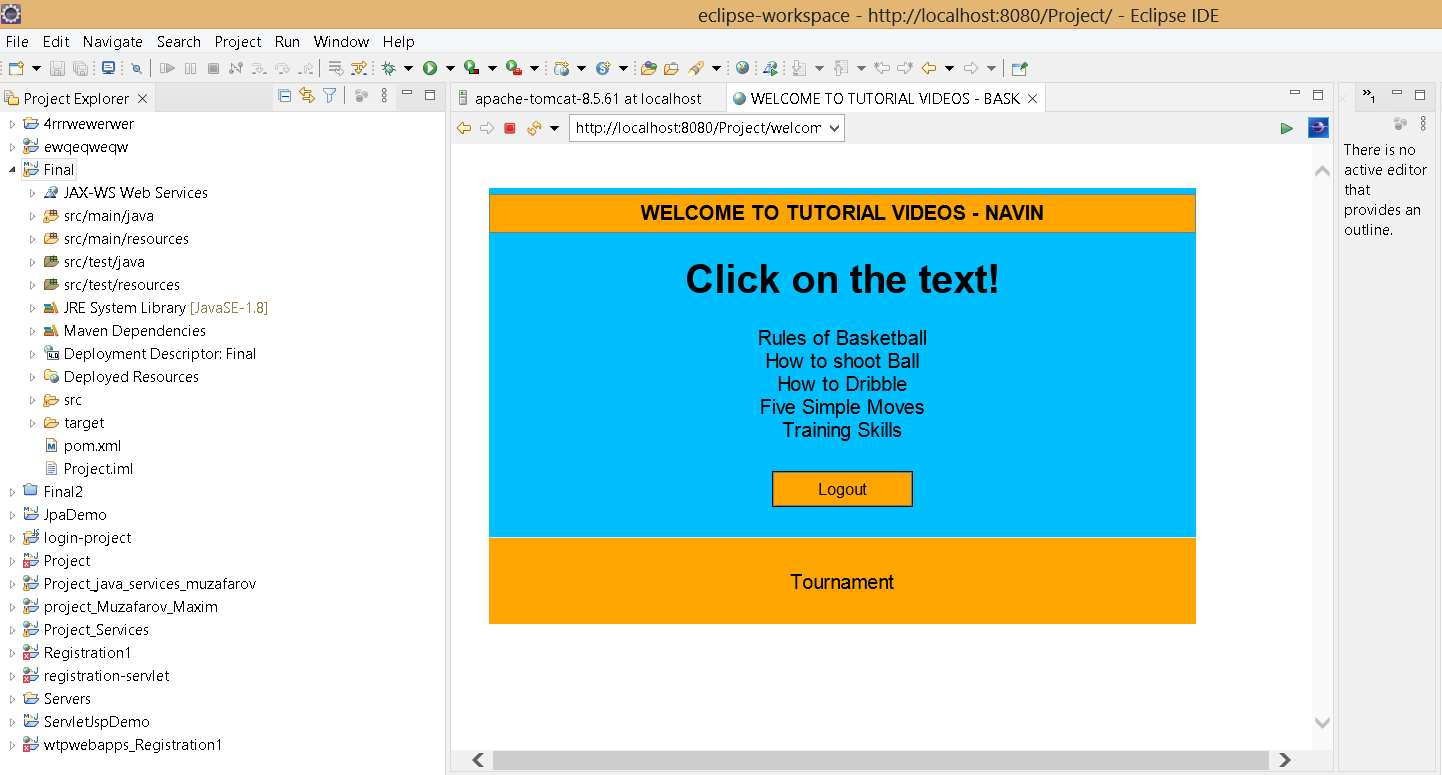 eclipse-workspace - http://localhost:8080/Project/ - Eclipse IDE
File Edit Navigate Search Project Run Window Help
Project Explorer
4rrrwewerwer
ewqeqweqw
Final
JAX-WS Web Services
src/main/java
src/main/resources
src/test/java
src/test/resources
JRE System Library [JavaSE-1.8]
Maven Dependencies
Deployment Descriptor: Final
Deployed Resources
src
target
pom.xml
Project.iml
Final2
JpaDemo
login-project
Project
Project_java_services_muzafarov
project_Muzafarov_Maxim
Project_Services
Registration1
registration-servlet
Servers
ServletJspDemo
wtpwebapps_Registration1
apache-tomcat-8.5.61 at localhost
WELCOME TO TUTORIAL VIDEOS - BASK
http://localhost:8080/Project/welcom
WELCOME TO TUTORIAL VIDEOS - NAVIN
Click on the text!
Rules of Basketball
How to shoot Ball
How to Dribble
Five Simple Moves
Training Skills
Logout
Tournament
»1
There is no
active editor
that
provides an
outline.